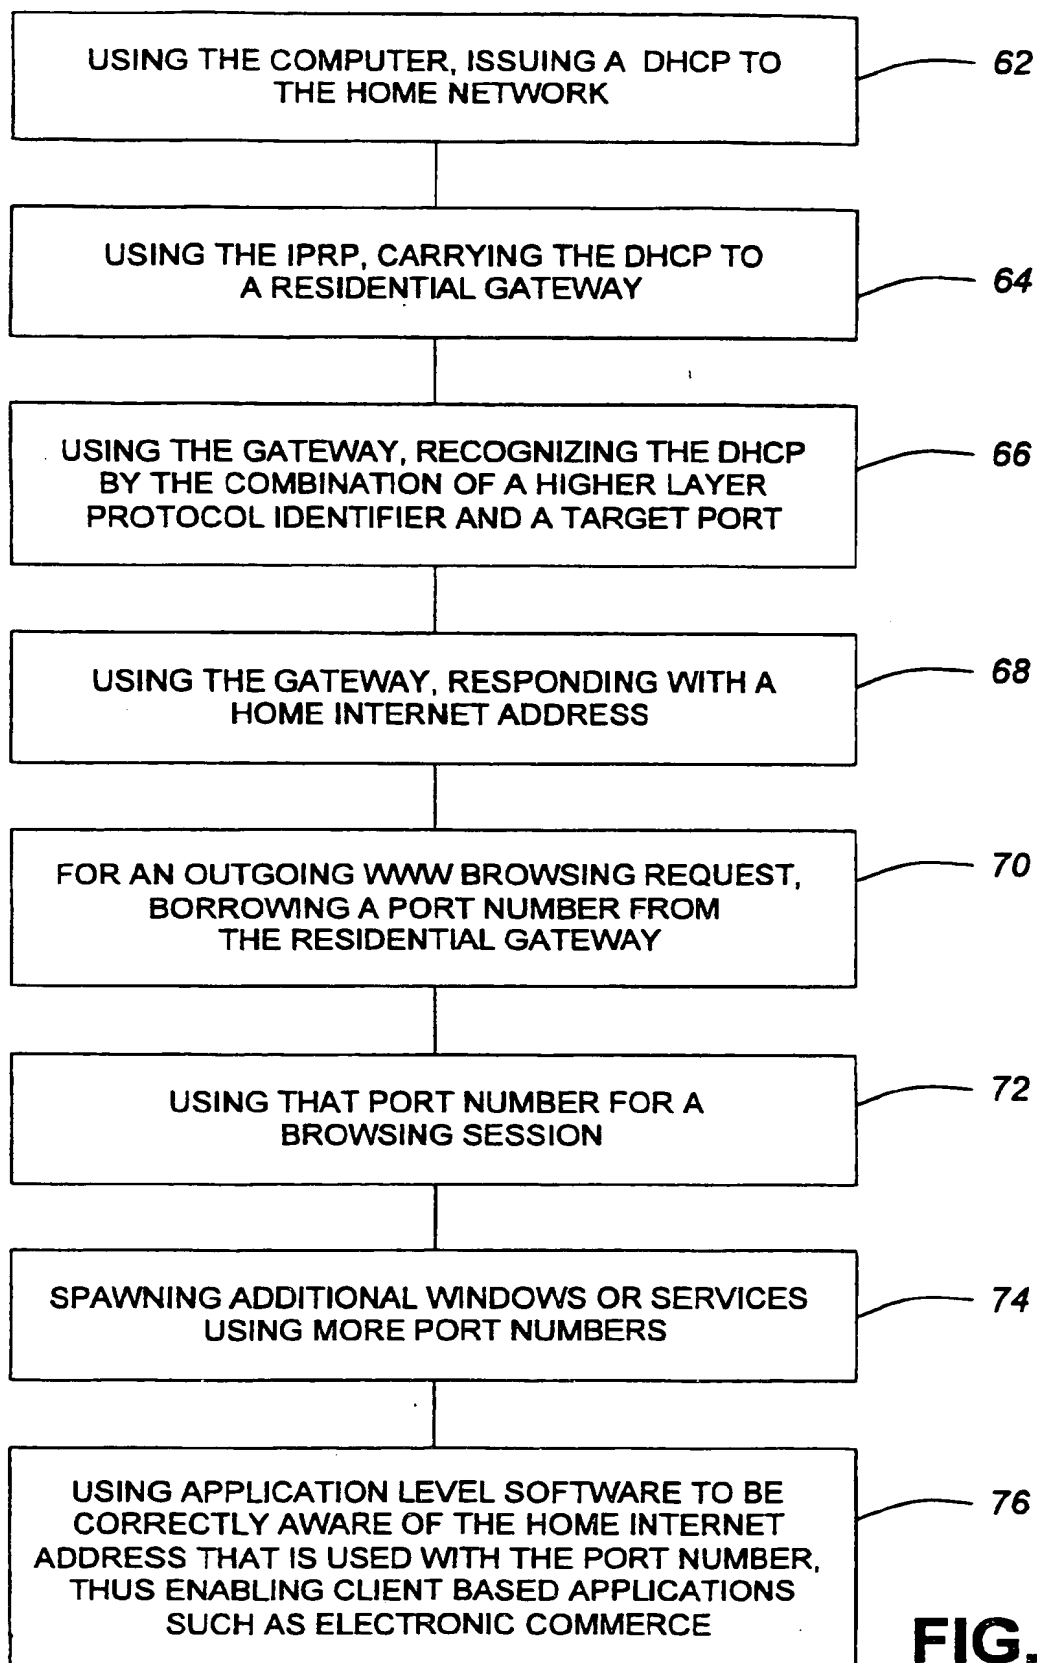 USING THE COMPUTER, ISSUING A DHCP TO
THE HOME NETWORK
62
USING THE IPRP, CARRYING THE DHCP TO
A RESIDENTIAL GATEWAY
64
USING THE GATEWAY, RECOGNIZING THE DHCP
BY THE COMBINATION OF A HIGHER LAYER
PROTOCOL IDENTIFIER AND A TARGET PORT
66
USING THE GATEWAY, RESPONDING WITH A
HOME INTERNET ADDRESS
68
FOR AN OUTGOING WWW BROWSING REQUEST,
BORROWING A PORT NUMBER FROM
THE RESIDENTIAL GATEWAY
70
USING THAT PORT NUMBER FOR A
BROWSING SESSION
72
SPAWNING ADDITIONAL WINDOWS OR SERVICES
USING MORE PORT NUMBERS
74
USING APPLICATION LEVEL SOFTWARE TO BE
CORRECTLY AWARE OF THE HOME INTERNET
ADDRESS THAT IS USED WITH THE PORT NUMBER,
THUS ENABLING CLIENT BASED APPLICATIONS
SUCH AS ELECTRONIC COMMERCE
76
FIG.